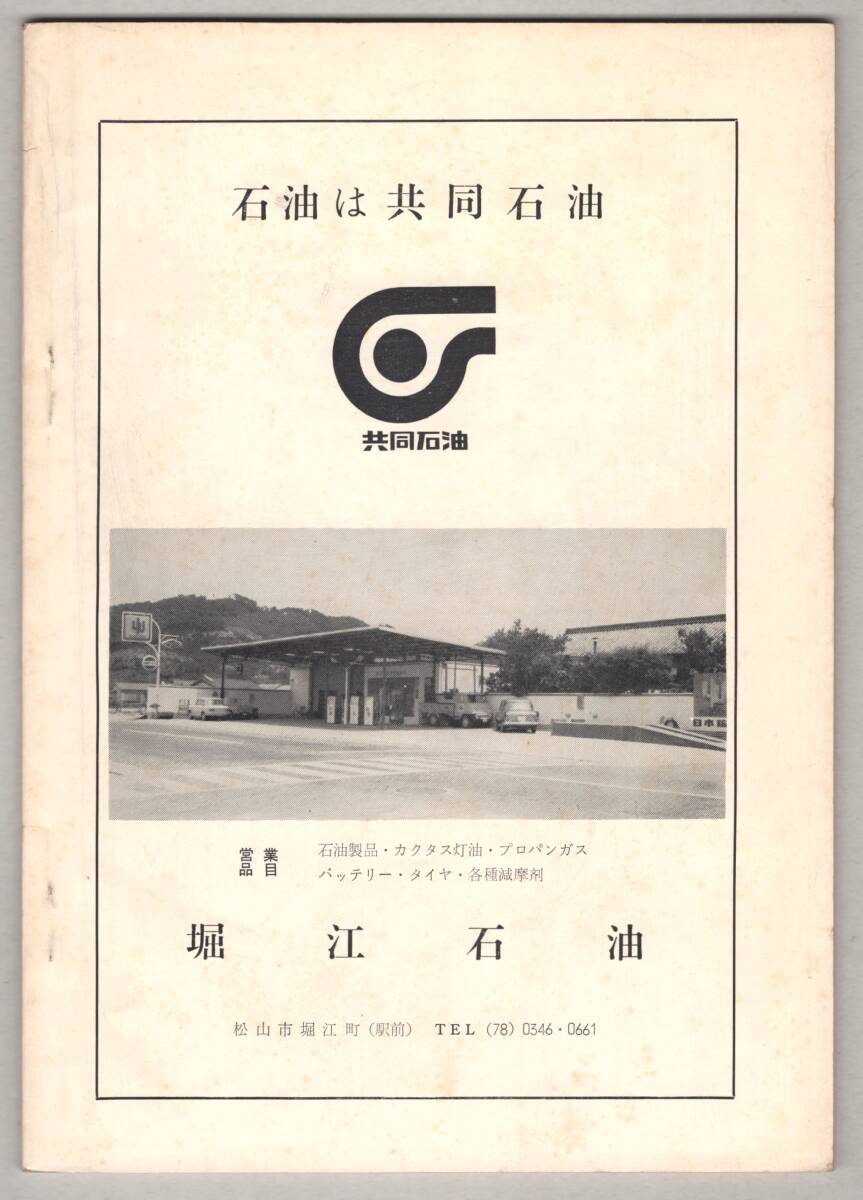 石油は共同石油
共同石油
日本
営業品目
石油製品・カクタス灯油・プロパンガス
バッテリー・タイヤ・各種減摩剤
堀江石油
松山市堀江町(駅前) TEL (78) 0346・0661